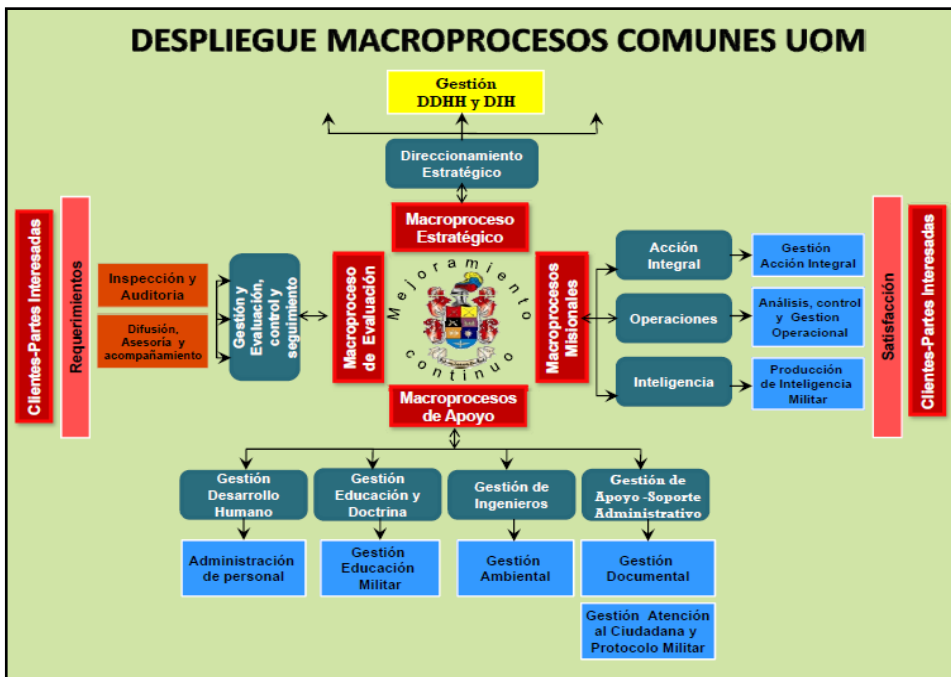 DESPLIEGUE MACROPROCESOS COMUNES UOM
Gestión
DDHH y DIH
Direccionamiento
Estratégico
Macroproceso
Estratégico
Clientes-Partes Interesadas
Requerimientos
Inspección y
Auditoria
Difusión,
Asesoría y
acompañamiento
Gestión y
Evaluación,
control y
seguimiento
Macroproceso
de Evaluación
Mejoramiento
continuo
Macroprocesos
Misionales
Acción
Integral
Gestión
Acción Integral
Operaciones
Análisis, control
y Gestion
Operacional
Inteligencia
Producción
de Inteligencia
Militar
Satisfacción
Clientes-Partes Interesadas
Macroprocesos
de Apoyo
Gestión
Desarrollo
Humano
Administración
de personal
Gestión
Educación y
Doctrina
Gestión
Educación
Militar
Gestión de
Ingenieros
Gestión
Ambiental
Gestión de
Apoyo -Soporte
Administrativo
Gestión
Documental
Gestión Atención
al Ciudadana y
Protocolo Militar